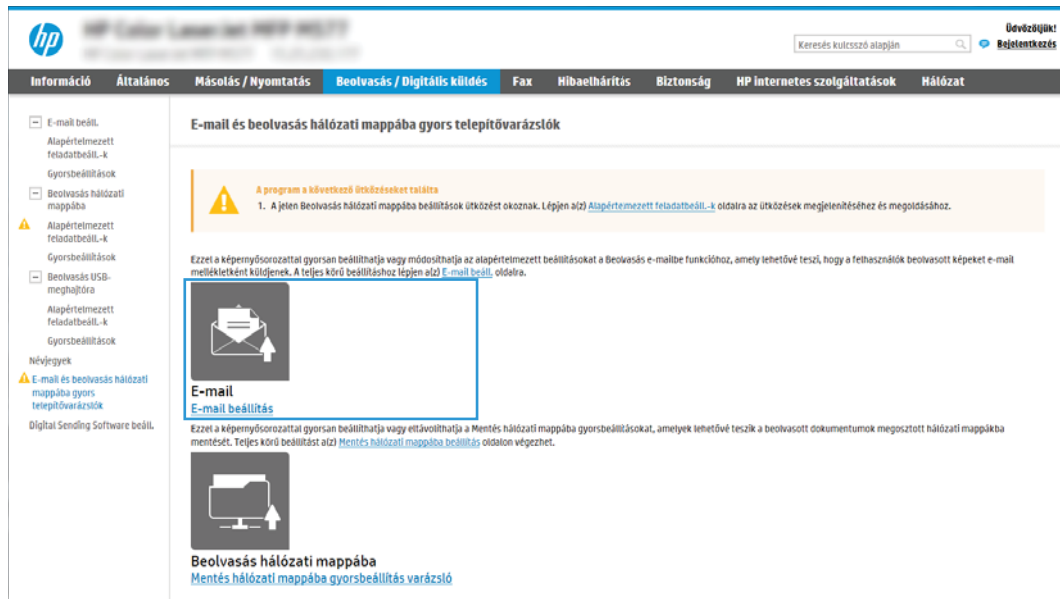 hp
Üdvözöljük!
Keresés kulcsszó alapján
Bejelentkezés
Információ Általános Másolás / Nyomtatás Beolvasás / Digitális küldés Fax Hibaelhárítás Biztonság HP internetes szolgáltatások Hálózat
E-mail beáll.
Alapértelmezett
feladatbeáll.-k
Gyorsbeállítások
Beolvasás hálózati
mappába
Alapértelmezett
feladatbeáll.-k
Gyorsbeállítások
Beolvasás USB-
meghajtóra
Alapértelmezett
feladatbeáll.-k
Gyorsbeállítások
Névjegyek
E-mail és beolvasás hálózati
mappába gyors
telepítővarázslók
Digital Sending Software beáll.
E-mail és beolvasás hálózati mappába gyors telepítővarázslók
A program a következő ütközéseket találta
1. A jelen Beolvasás hálózati mappába beállítások ütközést okoznak. Lépjen a(z) Alapértemezett feladatbeáll.-k oldalra az ütközések megjelenítéséhez és megoldásához.
Ezzel a képernyősorozattal gyorsan beállíthatja vagy módosíthatja az alapértelmezett beállításokat a Beolvasás e-mailbe funkcióhoz, amely lehetővé teszi, hogy a felhasználók beolvasott képeket e-mail
mellékletként küldjenek. A teljes körű beállításhoz lépjen a(z) E-mail beáll. oldalra.
E-mail
E-mail beállítás
Ezzel a képernyősorozattal gyorsan beállíthatja vagy eltávolíthatja a Mentés hálózati mappába gyorsbeállításokat, amelyek lehetővé teszik a beolvasott dokumentumok megosztott hálózati mappákba
mentését. Teljes körű beállítást a(z) Mentés hálózati mappába beállítás oldalon végezhet.
Beolvasás hálózati mappába
Mentés hálózati mappába gyorsbeállítás varázsló